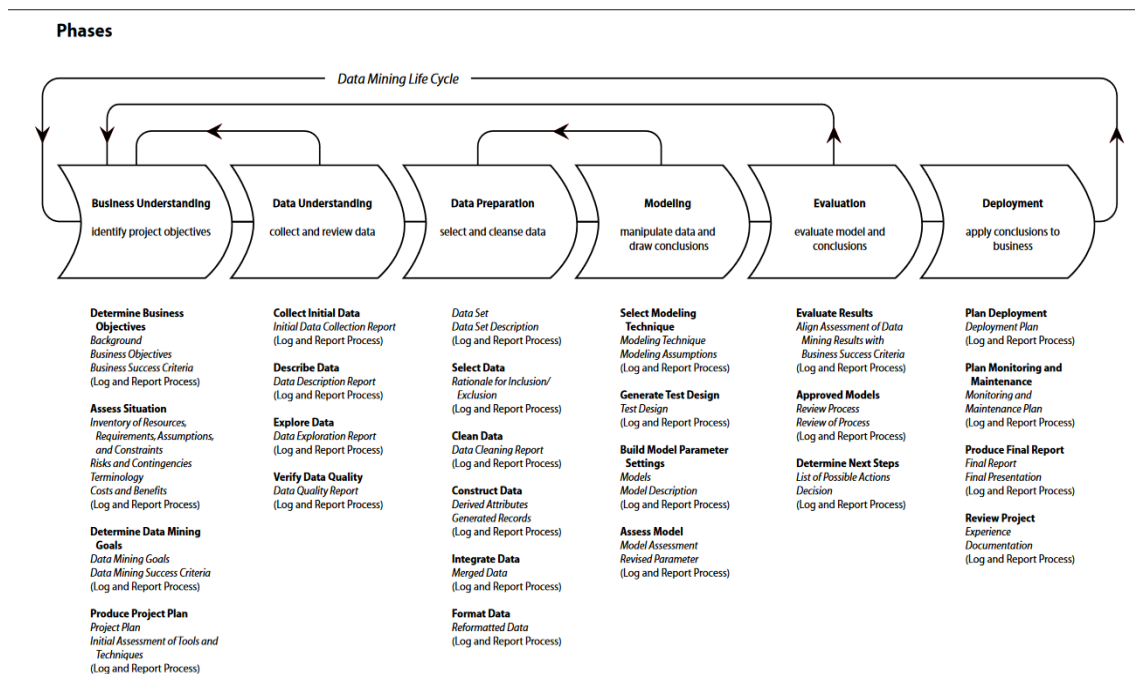 Phases
Data Mining Life Cycle
Business Understanding
identify project objectives
Data Understanding
collect and review data
Data Preparation
select and cleanse data
Modeling
manipulate data and
draw conclusions
Evaluation
evaluate model and
conclusions
Deployment
apply conclusions to
business
Determine Business
Objectives
Background
Business Objectives
Business Success Criteria
(Log and Report Process)
Assess Situation
Inventory of Resources,
Requirements, Assumptions,
and Constraints
Risks and Contingencies
Terminology
Costs and Benefits
(Log and Report Process)
Determine Data Mining
Goals
Data Mining Goals
Data Mining Success Criteria
(Log and Report Process)
Produce Project Plan
Project Plan
Initial Assessment of Tools and
Techniques
(Log and Report Process)
Collect Initial Data
Initial Data Collection Report
(Log and Report Process)
Describe Data
Data Description Report
(Log and Report Process)
Explore Data
Data Exploration Report
(Log and Report Process)
Verify Data Quality
Data Quality Report
(Log and Report Process)
Data Set
Data Set Description
(Log and Report Process)
Select Data
Rationale for Inclusion/
Exclusion
(Log and Report Process)
Clean Data
Data Cleaning Report
(Log and Report Process)
Construct Data
Derived Attributes
Generated Records
(Log and Report Process)
Integrate Data
Merged Data
(Log and Report Process)
Format Data
Reformatted Data
(Log and Report Process)
Select Modeling
Technique
Modeling Technique
Modeling Assumptions
(Log and Report Process)
Generate Test Design
Test Design
(Log and Report Process)
Build Model Parameter
Settings
Models
Model Description
(Log and Report Process)
Assess Model
Model Assessment
Revised Parameter
(Log and Report Process)
Evaluate Results
Align Assessment of Data
Mining Results with
Business Success Criteria
(Log and Report Process)
Approved Models
Review Process
Review of Process
(Log and Report Process)
Determine Next Steps
List of Possible Actions
Decision
(Log and Report Process)
Plan Deployment
Deployment Plan
(Log and Report Process)
Plan Monitoring and
Maintenance
Monitoring and
Maintenance Plan
(Log and Report Process)
Produce Final Report
Final Report
Final Presentation
(Log and Report Process)
Review Project
Experience
Documentation
(Log and Report Process)